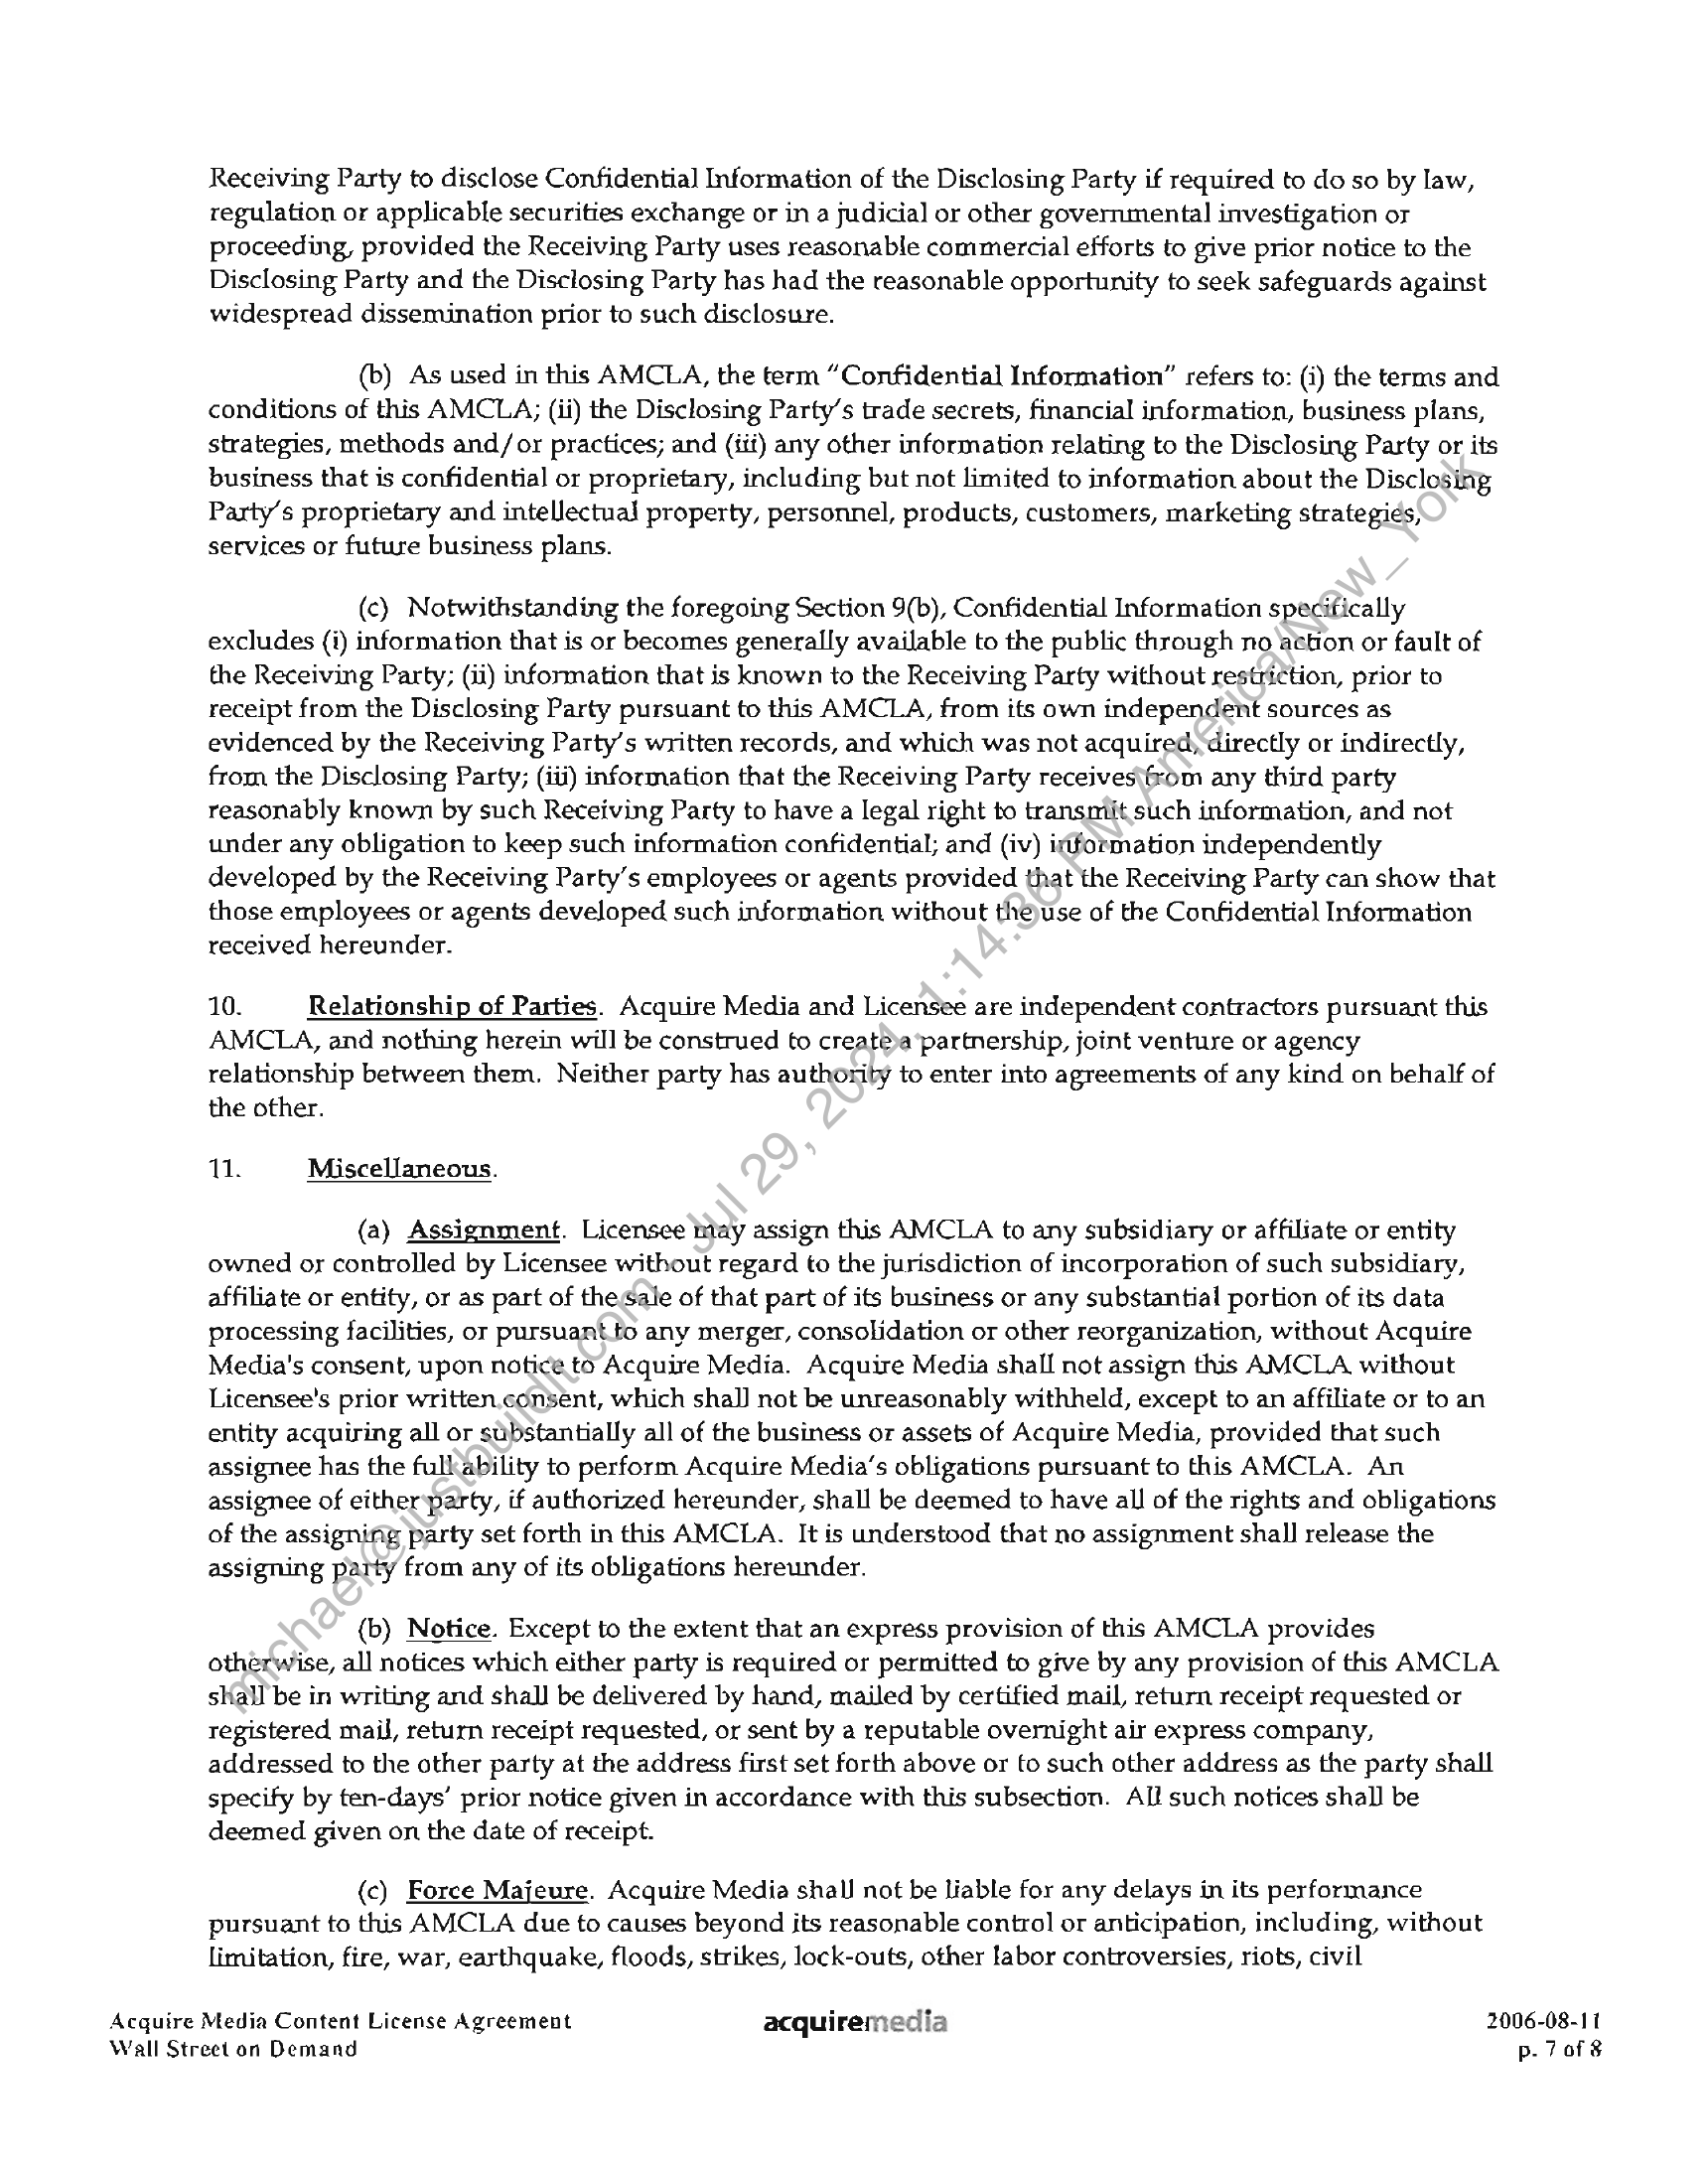 Receiving Party to disclose Confidential Information of the Disclosing Party if required to do so by law,
regulation or applicable securities exchange or in a judicial or other governmental investigation or
proceeding, provided the Receiving Party uses reasonable commercial efforts to give prior notice to the
Disclosing Party and the Disclosing Party has had the reasonable opportunity to seek safeguards against
widespread dissemination prior to such disclosure.
(b) As used in this AMCLA, the term "Confidential Information" refers to: (i) the terms and
conditions of this AMCLA; (ii) the Disclosing Party's trade secrets, financial information, business plans,
strategies, methods and/or practices; and (iii) any other information relating to the Disclosing Party or its
business that is confidential or proprietary, including but not limited to information about the Disclosing
Party's proprietary and intellectual property, personnel, products, customers, marketing strategies,
services or future business plans.
(c) Notwithstanding the foregoing Section 9(b), Confidential Information specifically
excludes (i) information that is or becomes generally available to the public through no action or fault of
the Receiving Party; (ii) information that is known to the Receiving Party without restriction, prior to
receipt from the Disclosing Party pursuant to this AMCLA, from its own independent sources as
evidenced by the Receiving Party's written records, and which was not acquired, directly or indirectly,
from the Disclosing Party; (iii) information that the Receiving Party receives from any third party
reasonably known by such Receiving Party to have a legal right to transmit such information, and not
under any obligation to keep such information confidential; and (iv) information independently
developed by the Receiving Party's employees or agents provided that the Receiving Party can show that
those employees or agents developed such information without the use of the Confidential Information
received hereunder.
10. Relationship of Parties. Acquire Media and Licensee are independent contractors pursuant this
AMCLA, and nothing herein will be construed to create a partnership, joint venture or agency
relationship between them. Neither party has authority to enter into agreements of any kind on behalf of
the other.
11. Miscellaneous.
(a) Assignment. Licensee may assign this AMCLA to any subsidiary or affiliate or entity
owned or controlled by Licensee without regard to the jurisdiction of incorporation of such subsidiary,
affiliate or entity, or as part of the sale of that part of its business or any substantial portion of its data
processing facilities, or pursuant to any merger, consolidation or other reorganization, without Acquire
Media's consent, upon notice to Acquire Media. Acquire Media shall not assign this AMCLA without
Licensee's prior written consent, which shall not be unreasonably withheld, except to an affiliate or to an
entity acquiring all or substantially all of the business or assets of Acquire Media, provided that such
assignee has the full ability to perform Acquire Media's obligations pursuant to this AMCLA. An
assignee of either party, if authorized hereunder, shall be deemed to have all of the rights and obligations
of the assigning party set forth in this AMCLA. It is understood that no assignment shall release the
assigning party from any of its obligations hereunder.
(b) Notice. Except to the extent that an express provision of this AMCLA provides
otherwise, all notices which either party is required or permitted to give by any provision of this AMCLA
shall be in writing and shall be delivered by hand, mailed by certified mail, return receipt requested or
registered mail, return receipt requested, or sent by a reputable overnight air express company,
addressed to the other party at the address first set forth above or to such other address as the party shall
specify by ten-days' prior notice given in accordance with this subsection. All such notices shall be
deemed given on the date of receipt.
(c) Force Majeure. Acquire Media shall not be liable for any delays in its performance
pursuant to this AMCLA due to causes beyond its reasonable control or anticipation, including, without
limitation, fire, war, earthquake, floods, strikes, lock-outs, other labor controversies, riots, civil
Acquire Media Content License Agreement
Wall Street on Demand
acquiremedia
2006-08-11
p. 7 of 8
michael@justbuildit.com - Jul 29, 2024, 1:14:36 PM America/New_York